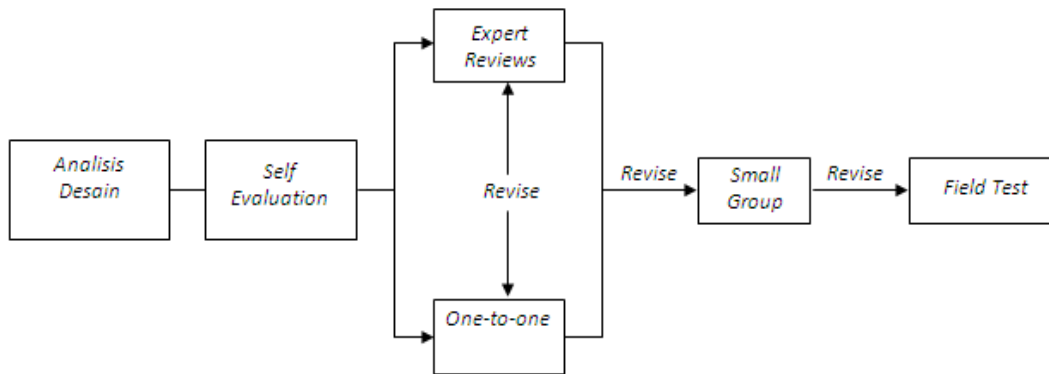 Expert
Reviews
Analisis
Desain
Self
Evaluation
Revise
One-to-one
Revise
Small
Group
Revise
Field Test